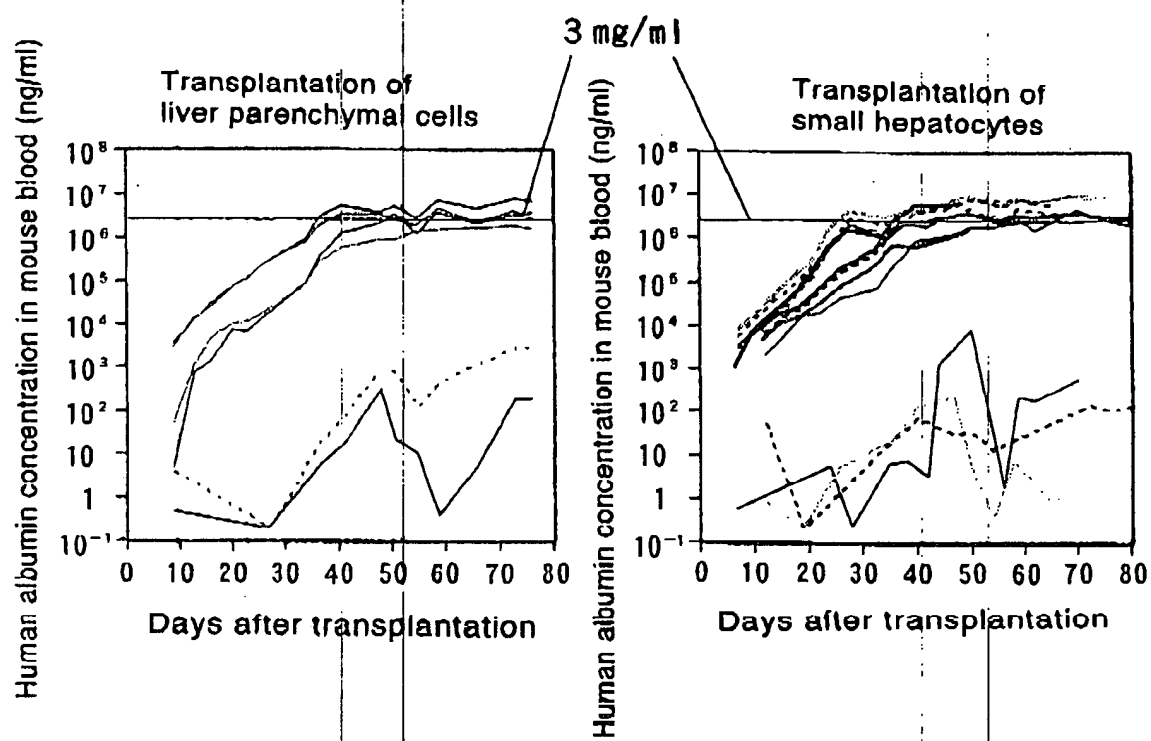 3 mg/ml
Human albumin concentration in mouse blood (ng/ml)
Transplantation of
liver parenchymal cells
10⁸
10⁷
10⁶
10⁵
10⁴
10³
10²
10
1
10⁻¹
0 10 20 30 40 50 60 70 80
Days after transplantation
Human albumin concentration in mouse blood (ng/ml)
Transplantation of
small hepatocytes
10⁸
10⁷
10⁶
10⁵
10⁴
10³
10²
10
1
10⁻¹
0 10 20 30 40 50 60 70 80
Days after transplantation